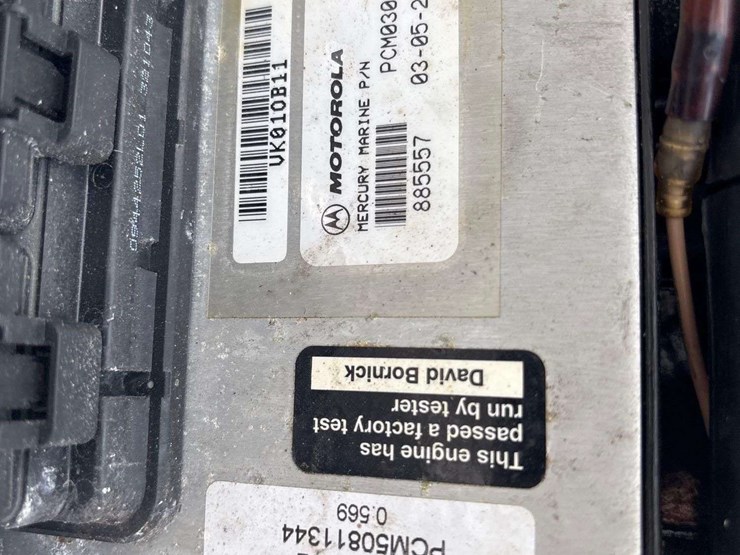 VK010B11
MOTOROLA
MERCURY MARINE P/N
885557
PCM030
03-05-2
This engine has
passed a factory test
run by tester
David Bornick
PCM50811344
0.569